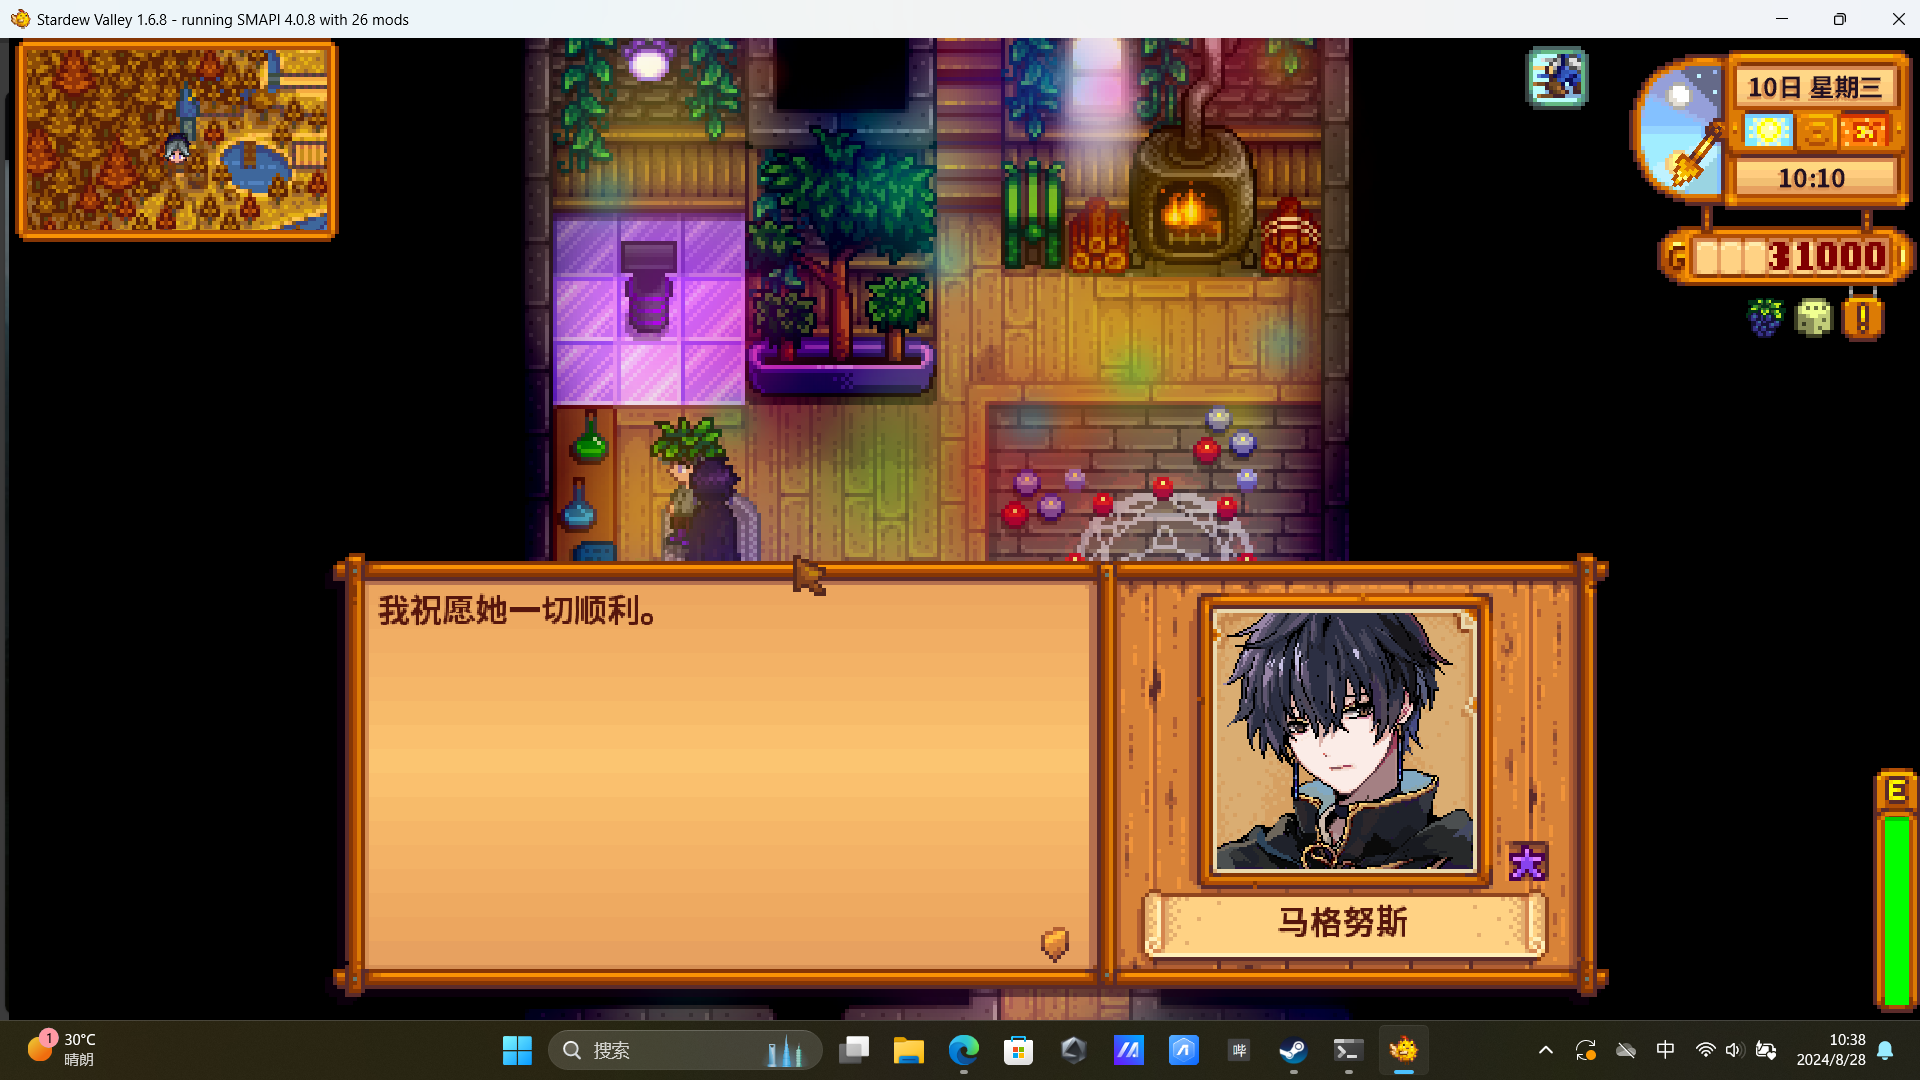 Stardew Valley 1.6.8 - running SMAPI 4.0.8 with 26 mods
10日 星期三
10:10
G 31000
!
我祝愿她一切顺利。
马格努斯
E
1
30°C
晴朗
搜索
哔
中
10:38
2024/8/28